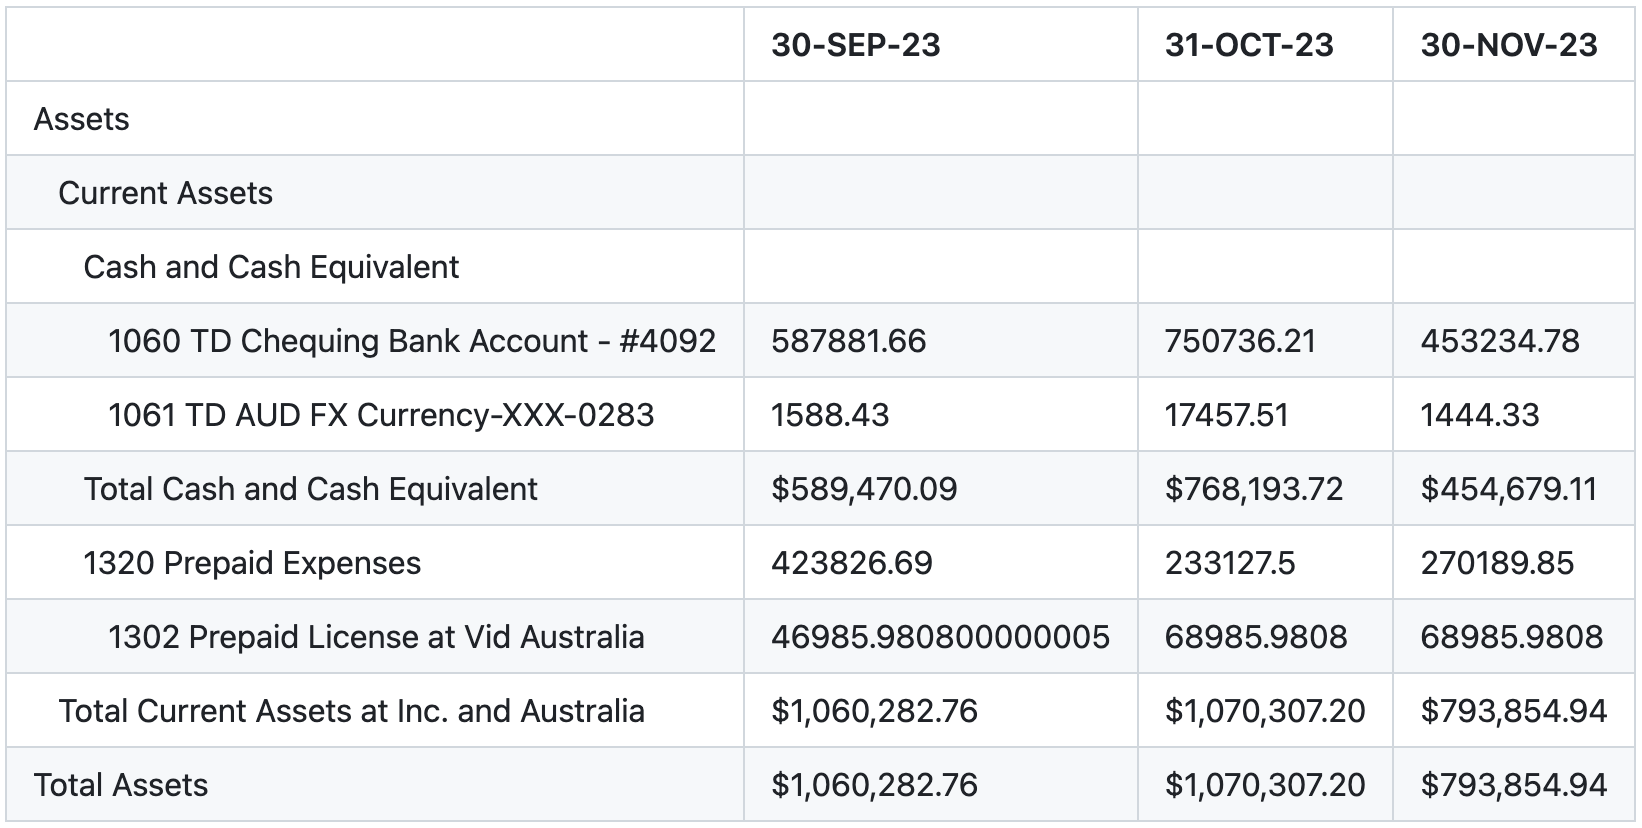 30-SEP-23 31-OCT-23 30-NOV-23
Assets
Current Assets
Cash and Cash Equivalent
1060 TD Chequing Bank Account - #4092 587881.66 750736.21 453234.78
1061 TD AUD FX Currency-XXX-0283 1588.43 17457.51 1444.33
Total Cash and Cash Equivalent $589,470.09 $768,193.72 $454,679.11
1320 Prepaid Expenses 423826.69 233127.5 270189.85
1302 Prepaid License at Vid Australia 46985.980800000005 68985.9808 68985.9808
Total Current Assets at Inc. and Australia $1,060,282.76 $1,070,307.20 $793,854.94
Total Assets $1,060,282.76 $1,070,307.20 $793,854.94